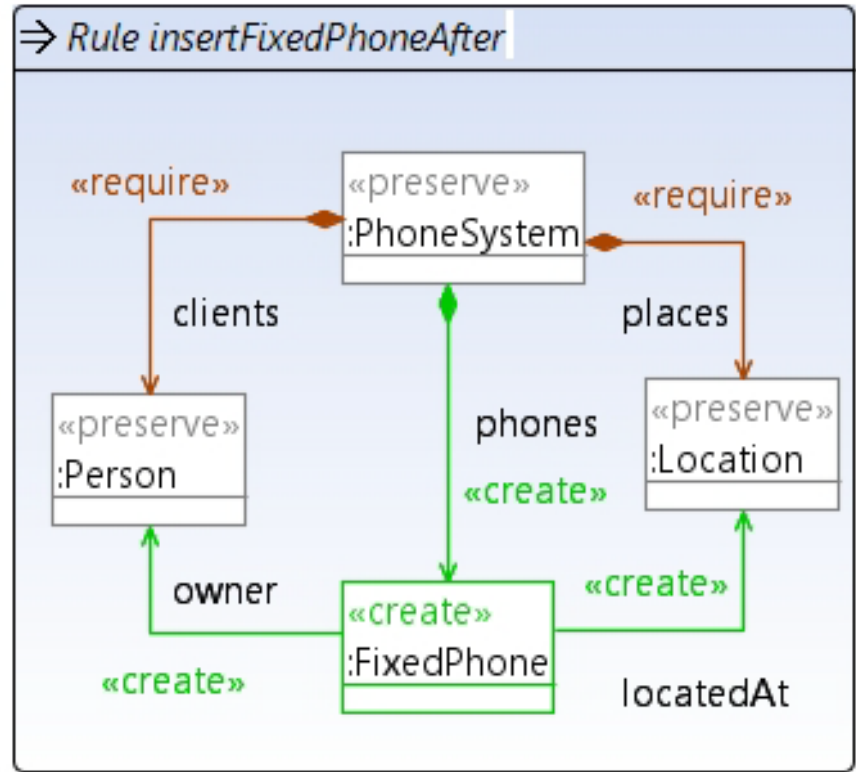 ⇒ Rule insertFixedPhoneAfter
«require»
«preserve»
:PhoneSystem
«require»
clients
places
«preserve»
:Person
phones
«create»
«preserve»
:Location
owner
«create»
«create»
:FixedPhone
«create»
locatedAt